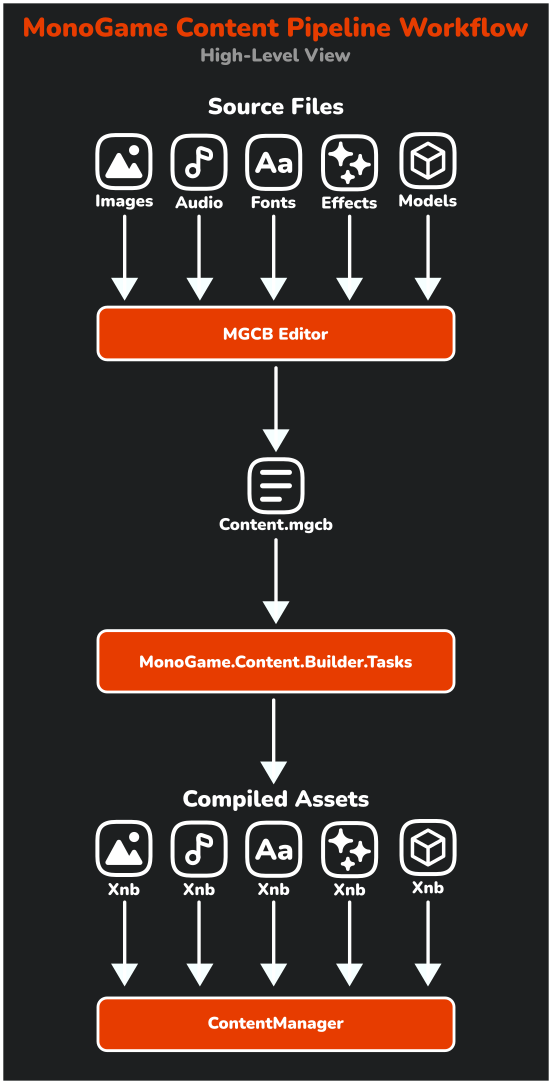 MonoGame Content Pipeline Workflow
High-Level View
Source Files
Aa
Images Audio Fonts Effects Models
MGCB Editor
Content.mgcb
MonoGame.Content.Builder.Tasks
Compiled Assets
Aa
Xnb Xnb Xnb Xnb Xnb
ContentManager